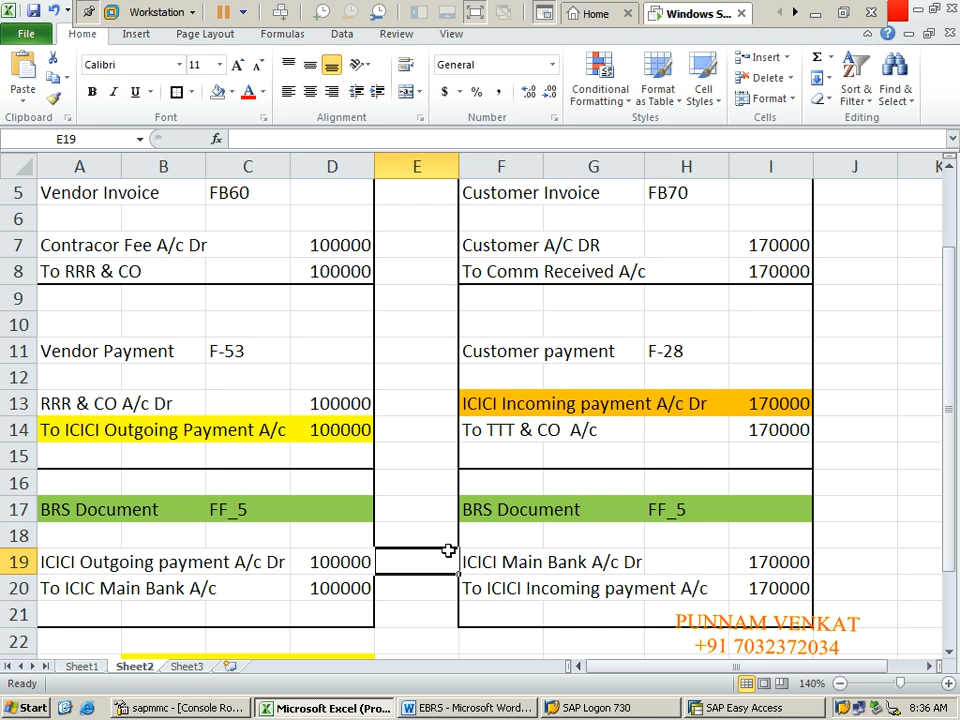 Workstation
Home
Windows S...
File
Home
Insert
Page Layout
Formulas
Data
Review
View
Paste
Calibri
11
General
Conditional Formatting
Format as Table
Cell Styles
Insert
Delete
Format
Sort & Filter
Find & Select
Clipboard
Font
Alignment
Number
Styles
Cells
Editing
E19
fx
A B C D E F G H I J K
5 Vendor Invoice FB60 Customer Invoice FB70
6
7 Contracor Fee A/c Dr 100000 Customer A/C DR 170000
8 To RRR & CO 100000 To Comm Received A/c 170000
9
10
11 Vendor Payment F-53 Customer payment F-28
12
13 RRR & CO A/c Dr 100000 ICICI Incoming payment A/c Dr 170000
14 To ICICI Outgoing Payment A/c 100000 To TTT & CO A/c 170000
15
16
17 BRS Document FF_5 BRS Document FF_5
18
19 ICICI Outgoing payment A/c Dr 100000 ICICI Main Bank A/c Dr 170000
20 To ICIC Main Bank A/c 100000 To ICICI Incoming payment A/c 170000
21
22
PUNNAM VENKAT
+91 7032372034
Sheet1 Sheet2 Sheet3
Ready
140%
Start
sapmmc - [Console Ro...
Microsoft Excel (Pro...
EBRS - Microsoft Word...
SAP Logon 730
SAP Easy Access
8:36 AM